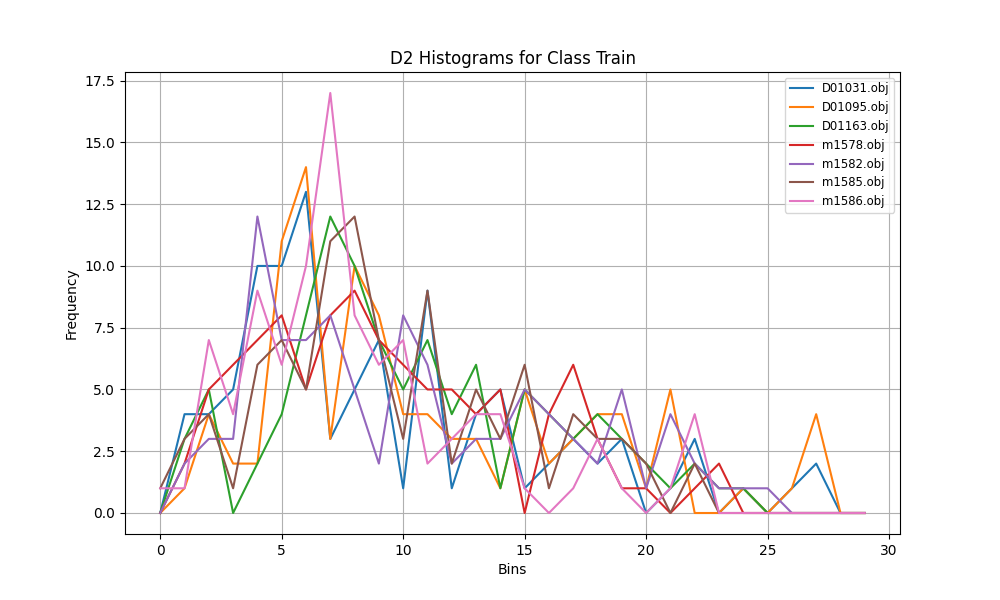 D2 Histograms for Class Train
Frequency
17.5
15.0
12.5
10.0
7.5
5.0
2.5
0.0
D01031.obj
D01095.obj
D01163.obj
m1578.obj
m1582.obj
m1585.obj
m1586.obj
0 5 10 15 20 25 30
Bins